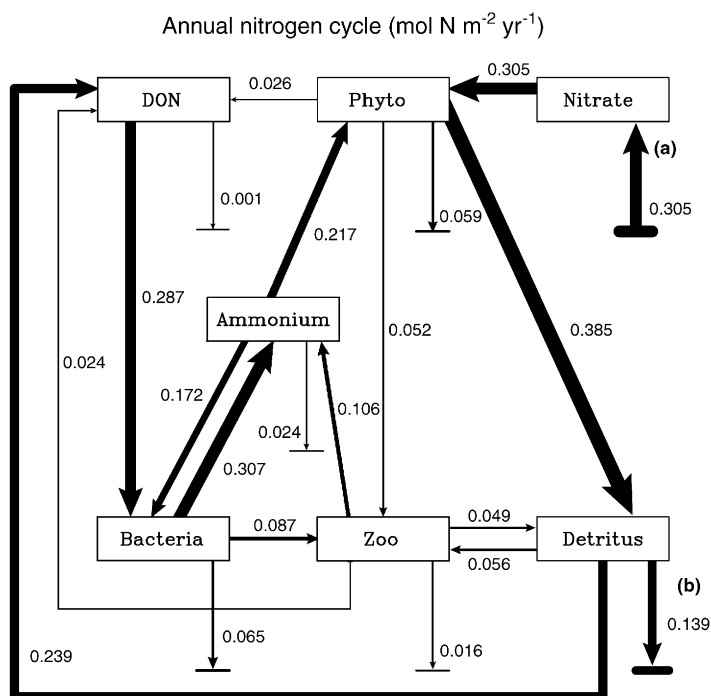 Annual nitrogen cycle (mol N m⁻² yr⁻¹)
DON
0.026
Phyto
0.305
Nitrate
(a)
0.001
0.059
0.305
0.217
0.287
Ammonium
0.052
0.385
0.024
0.172
0.106
0.024
0.307
Bacteria
0.087
Zoo
0.049
0.056
Detritus
(b)
0.065
0.016
0.139
0.239